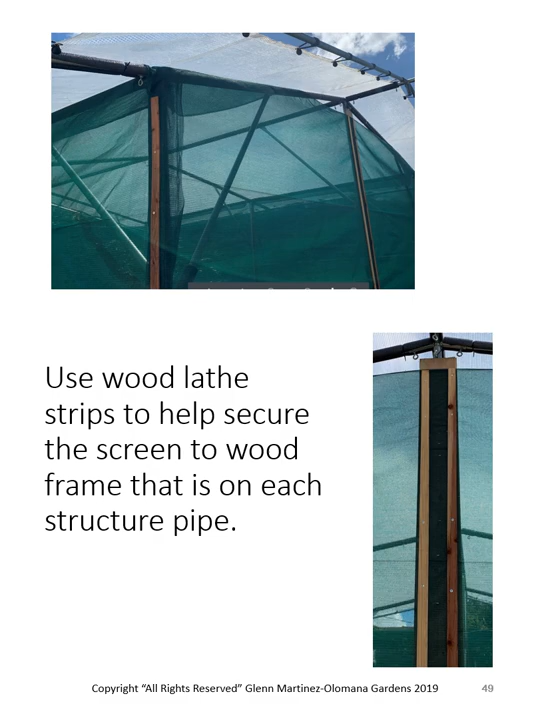 Use wood lathe
strips to help secure
the screen to wood
frame that is on each
structure pipe.
Copyright “All Rights Reserved” Glenn Martinez-Olomana Gardens 2019
49